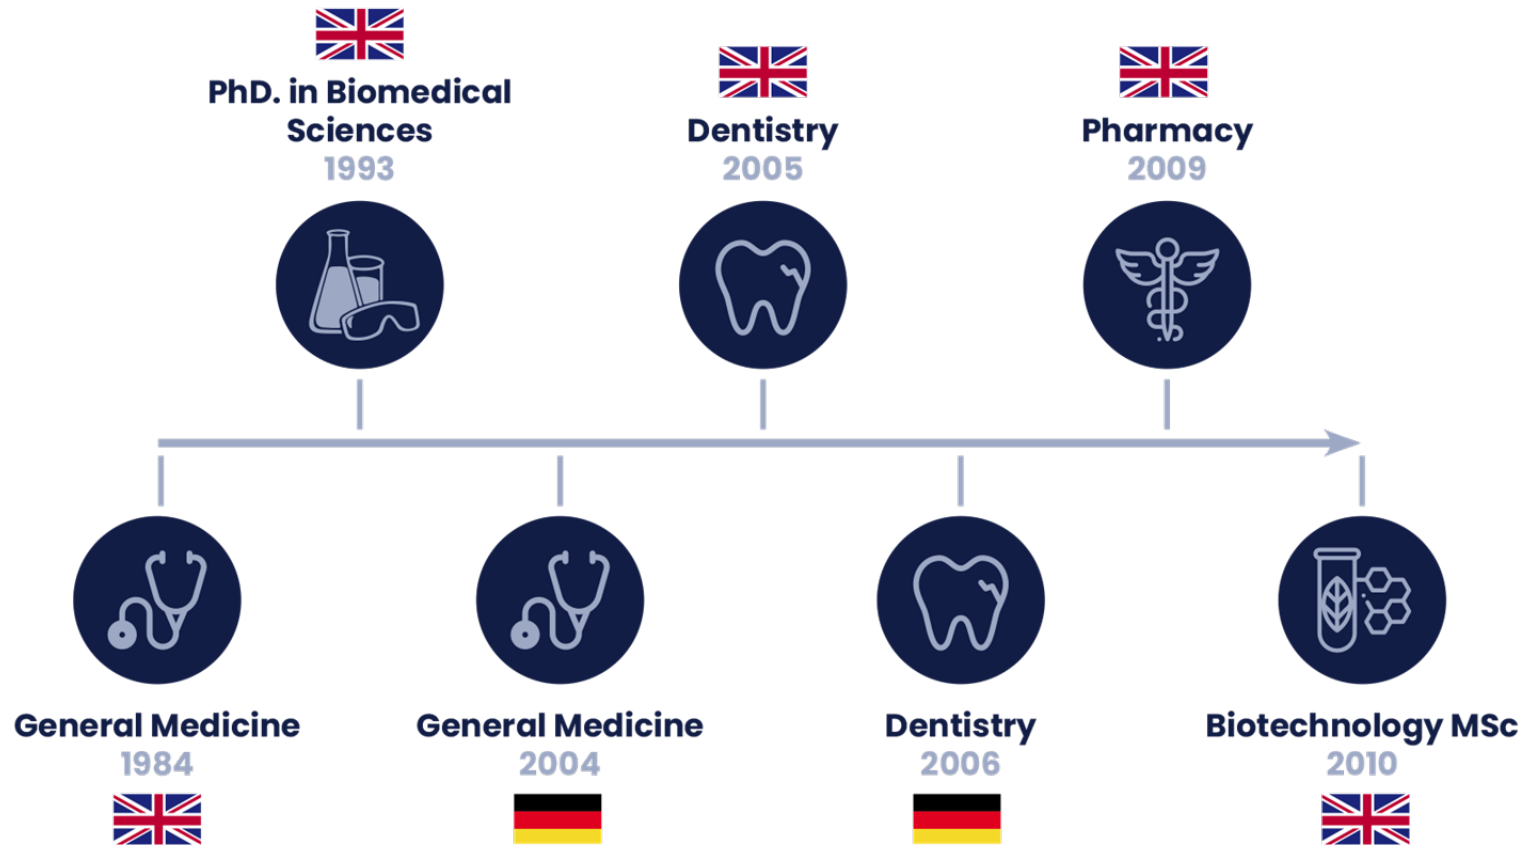 PhD. in Biomedical
Sciences
1993
Dentistry
2005
Pharmacy
2009
General Medicine
1984
General Medicine
2004
Dentistry
2006
Biotechnology MSc
2010